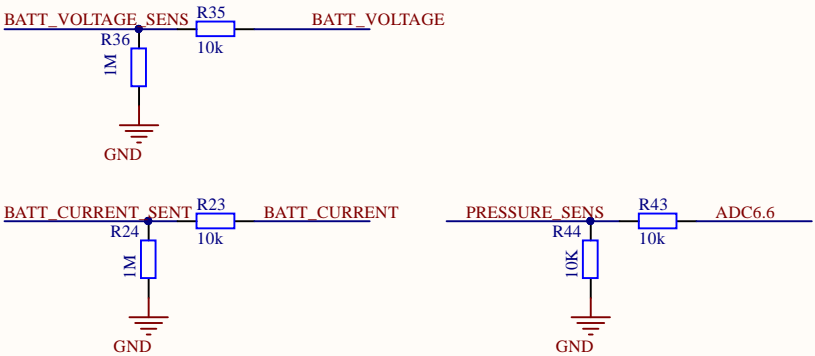 BATT_VOLTAGE_SENS R35 BATT_VOLTAGE
R36 10k
1M
GND
BATT_CURRENT_SENT R23 BATT_CURRENT
R24 10k
1M
GND
PRESSURE_SENS R43 ADC6.6
R44 10k
10K
GND